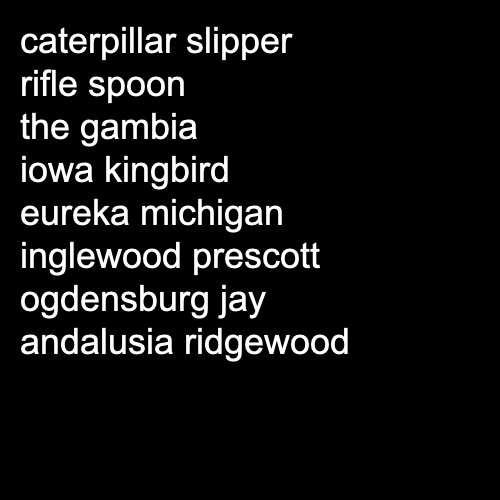 caterpillar slipper
rifle spoon
the gambia
iowa kingbird
eureka michigan
inglewood prescott
ogdensburg jay
andalusia ridgewood